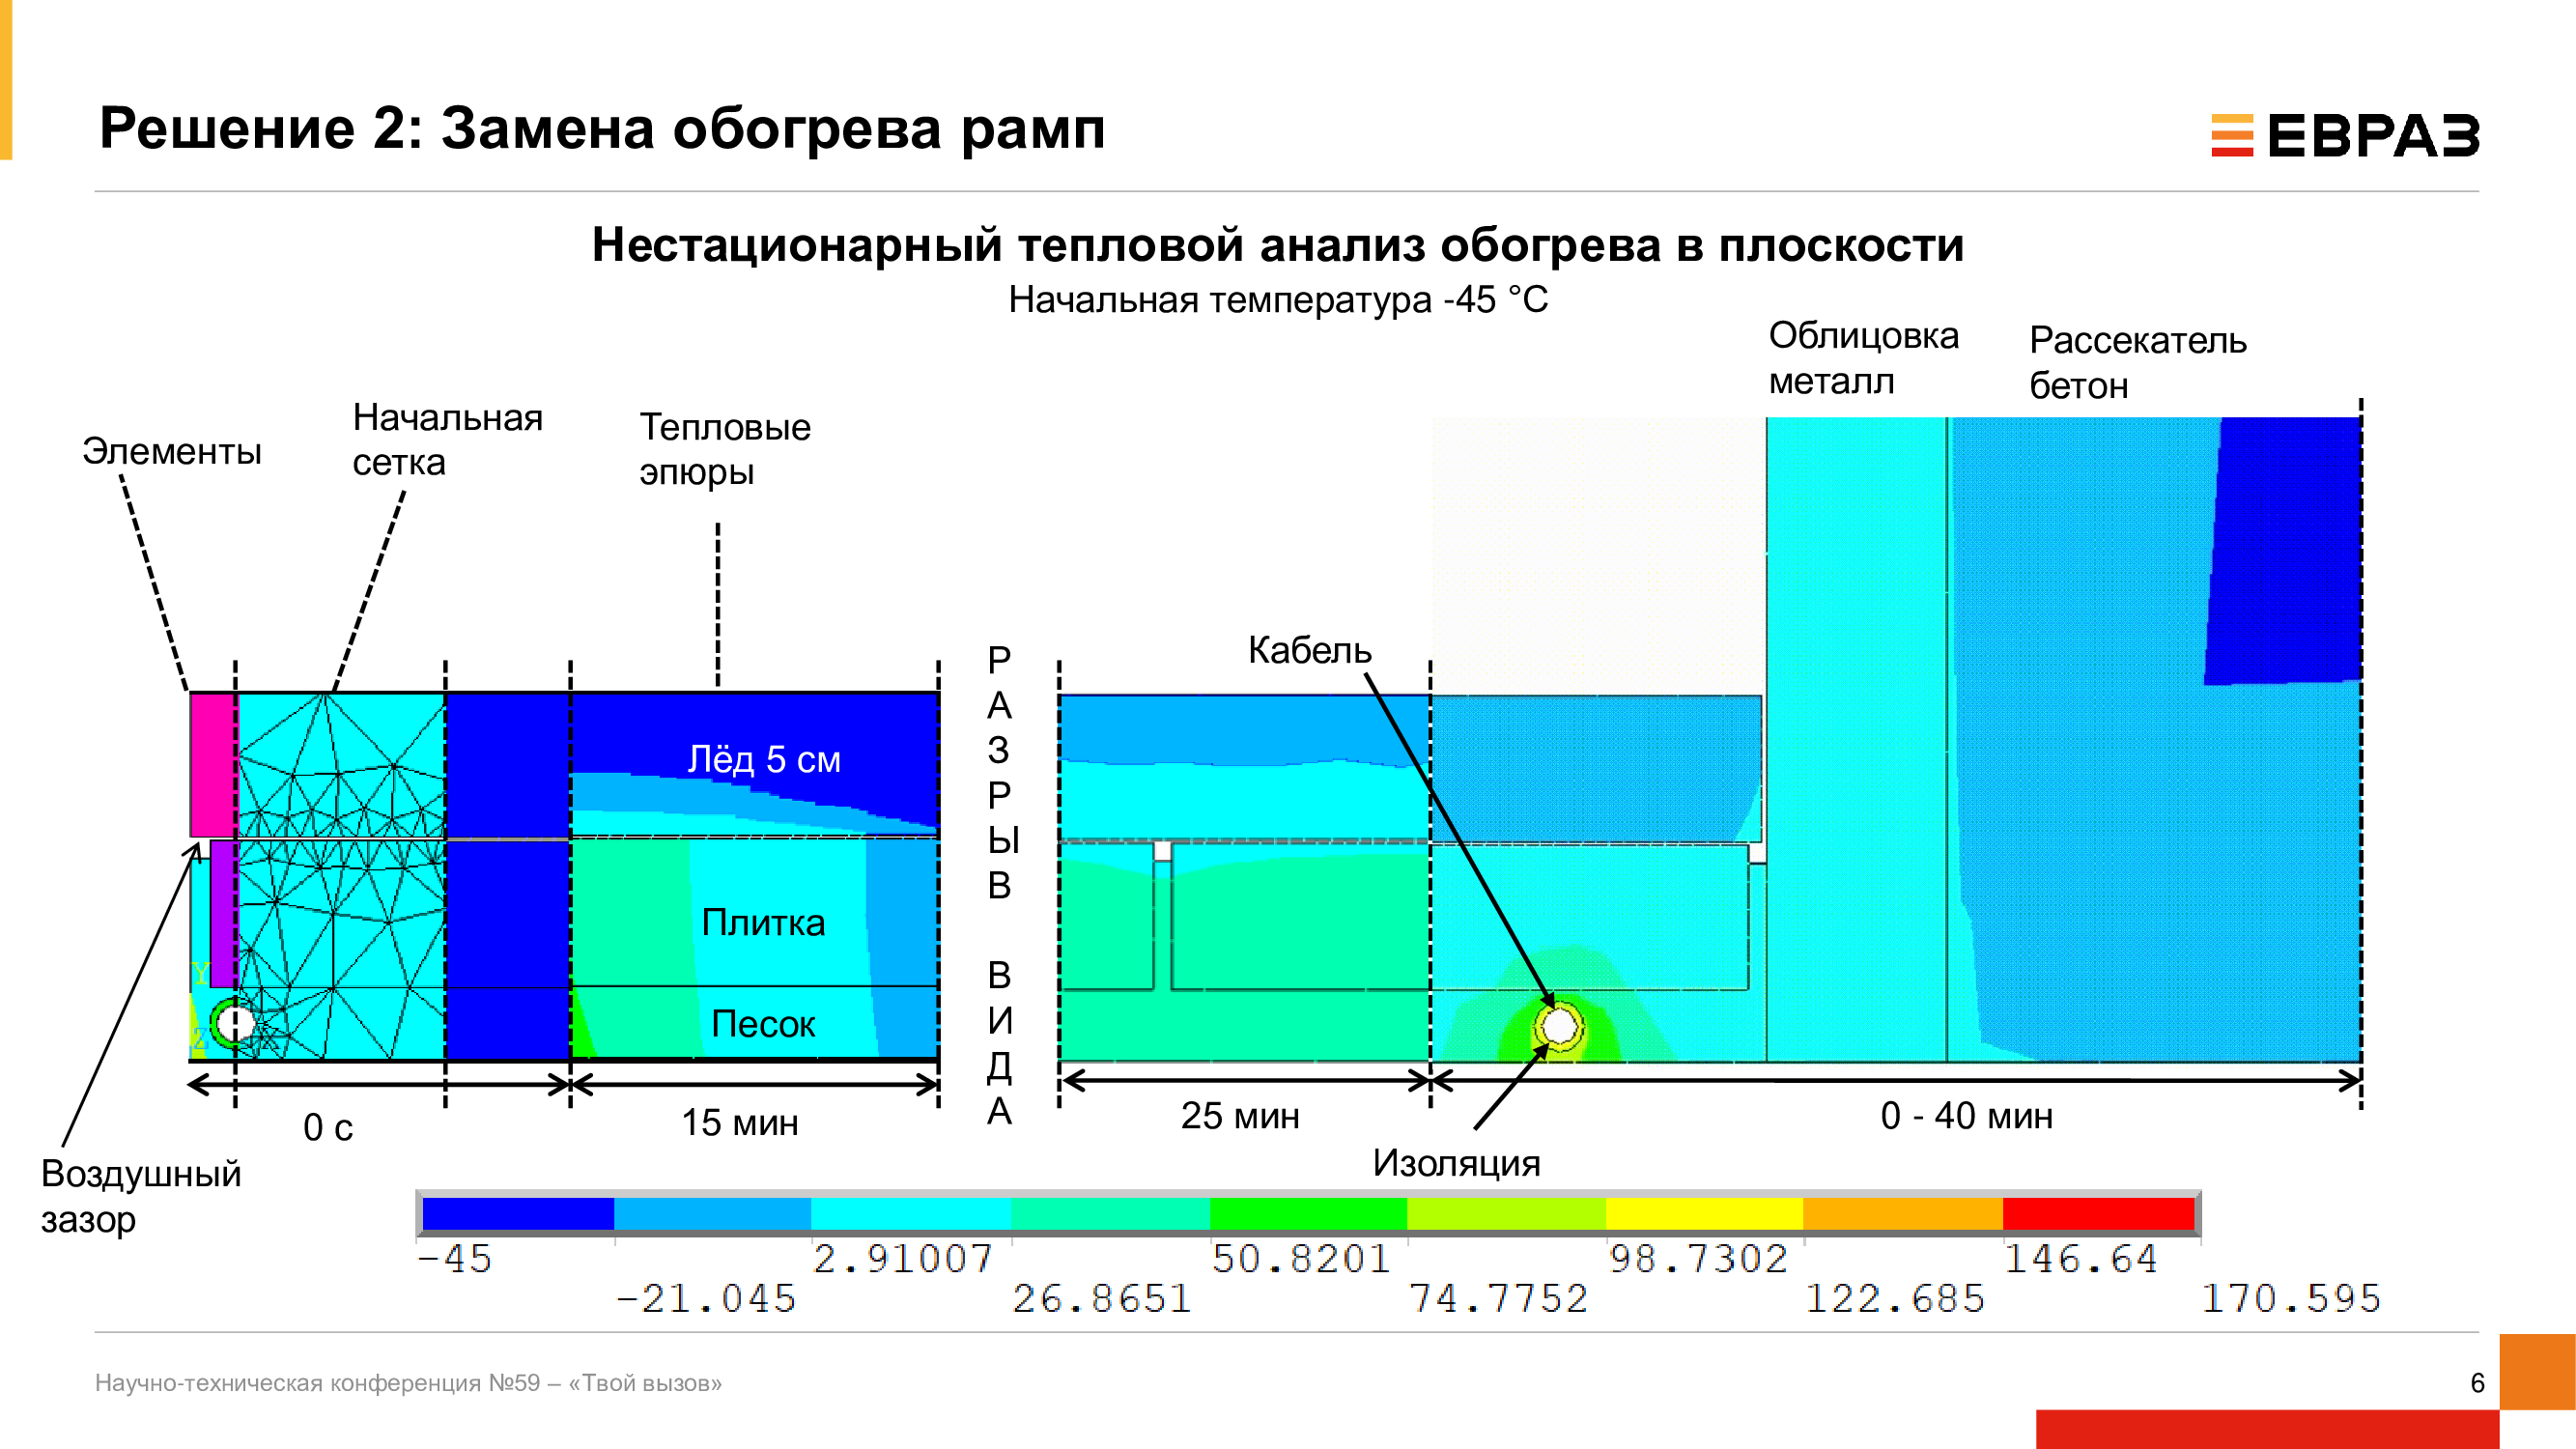 Решение 2: Замена обогрева рамп
ЕВРАЗ
Нестационарный тепловой анализ обогрева в плоскости
Начальная температура -45 °C
Облицовка
металл
Рассекатель
бетон
Элементы
Начальная
сетка
Тепловые
эпюры
Кабель
РАЗРЫВ ВИДА
Лёд 5 см
Плитка
Песок
Y
Z
X
0 с
15 мин
25 мин
0 - 40 мин
Воздушный
зазор
Изоляция
-45
-21.045
2.91007
26.8651
50.8201
74.7752
98.7302
122.685
146.64
170.595
Научно-техническая конференция №59 – «Твой вызов»
6